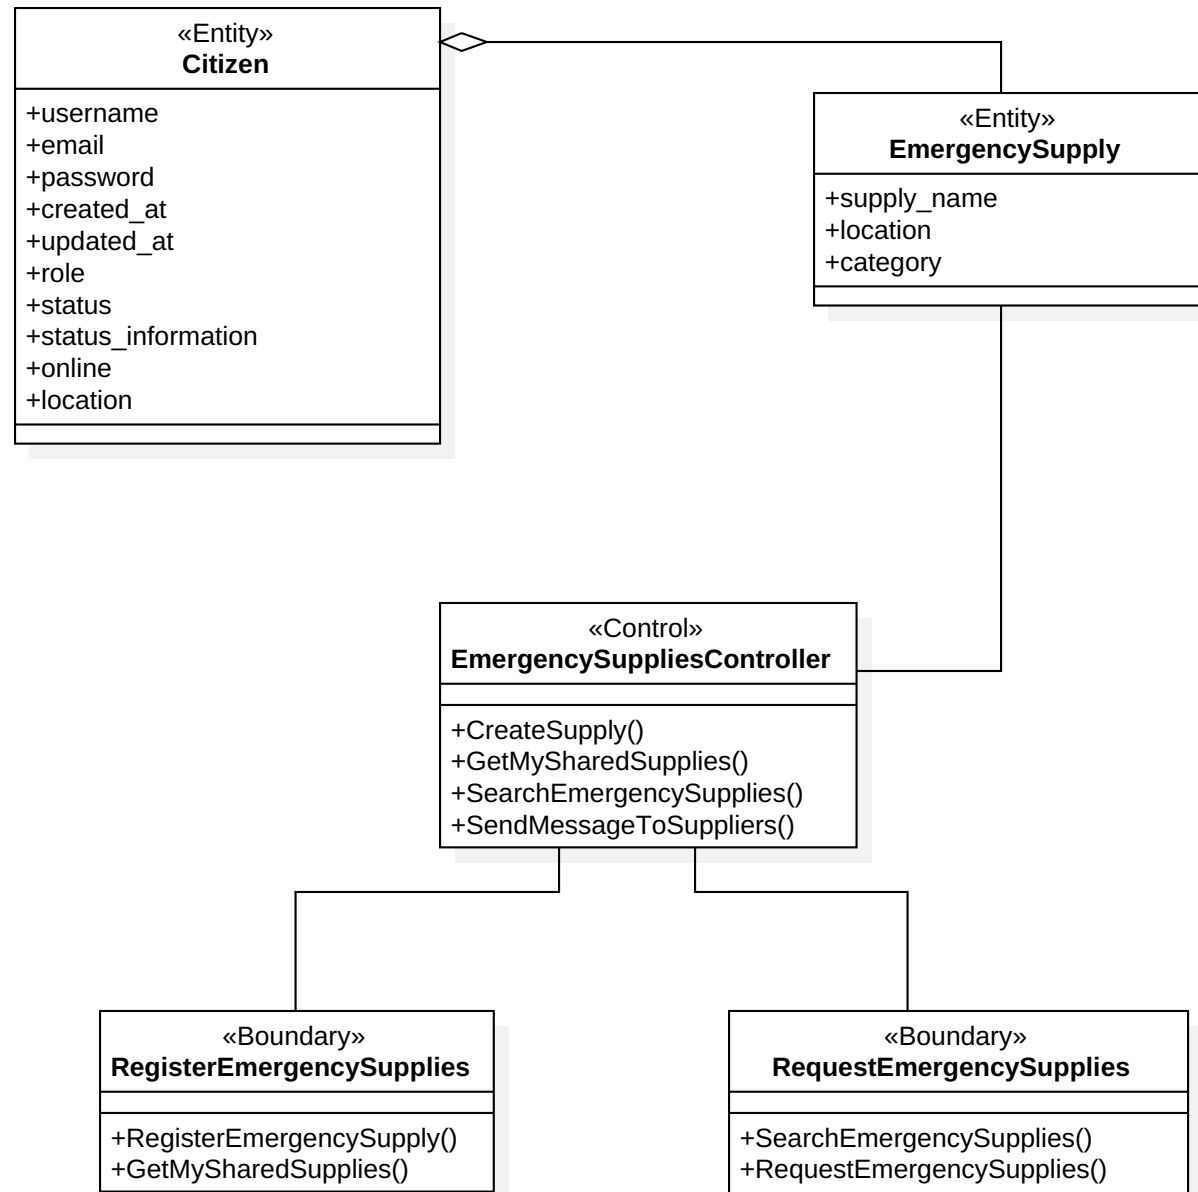 «Entity»
Citizen
+username
+email
+password
+created_at
+updated_at
+role
+status
+status_information
+online
+location
«Entity»
EmergencySupply
+supply_name
+location
+category
«Control»
EmergencySuppliesController
+CreateSupply()
+GetMySharedSupplies()
+SearchEmergencySupplies()
+SendMessageToSuppliers()
«Boundary»
RegisterEmergencySupplies
+RegisterEmergencySupply()
+GetMySharedSupplies()
«Boundary»
RequestEmergencySupplies
+SearchEmergencySupplies()
+RequestEmergencySupplies()